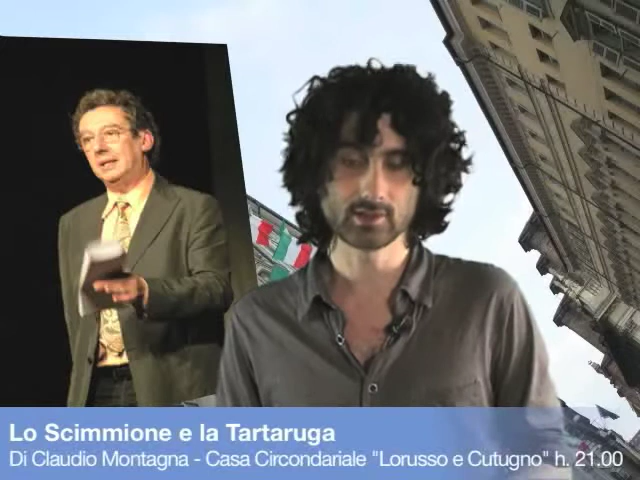 Lo Scimmione e la Tartaruga
Di Claudio Montagna - Casa Circondariale "Lorusso e Cutugno" h. 21.00